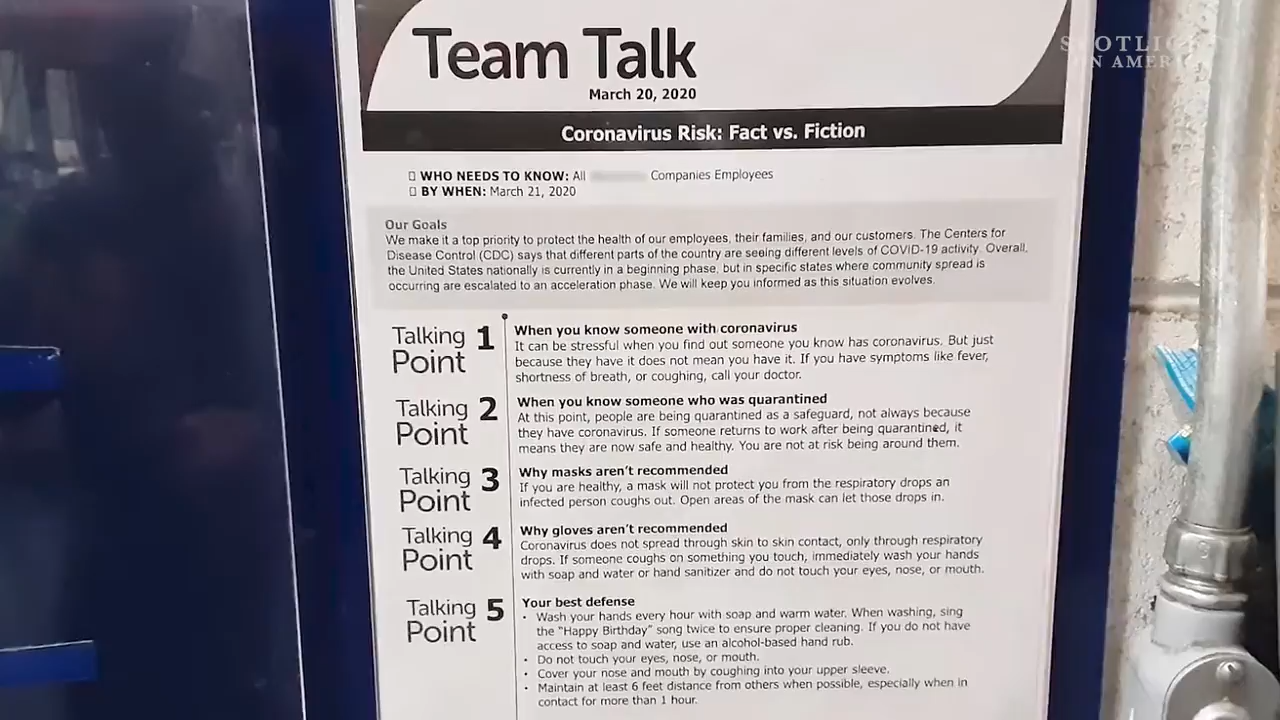 Team Talk
March 20, 2020
SPOTLIGHT
ON AMERICA
Coronavirus Risk: Fact vs. Fiction
WHO NEEDS TO KNOW: All Companies Employees
BY WHEN: March 21, 2020
Our Goals
We make it a top priority to protect the health of our employees, their families, and our customers. The Centers for
Disease Control (CDC) says that different parts of the country are seeing different levels of COVID-19 activity. Overall,
the United States nationally is currently in a beginning phase, but in specific states where community spread is
occurring are escalated to an acceleration phase. We will keep you informed as this situation evolves.
Talking Point 1
When you know someone with coronavirus
It can be stressful when you find out someone you know has coronavirus. But just
because they have it does not mean you have it. If you have symptoms like fever,
shortness of breath, or coughing, call your doctor.
Talking Point 2
When you know someone who was quarantined
At this point, people are being quarantined as a safeguard, not always because
they have coronavirus. If someone returns to work after being quarantined, it
means they are now safe and healthy. You are not at risk being around them.
Talking Point 3
Why masks aren't recommended
If you are healthy, a mask will not protect you from the respiratory drops an
infected person coughs out. Open areas of the mask can let those drops in.
Talking Point 4
Why gloves aren't recommended
Coronavirus does not spread through skin to skin contact, only through respiratory
drops. If someone coughs on something you touch, immediately wash your hands
with soap and water or hand sanitizer and do not touch your eyes, nose, or mouth.
Talking Point 5
Your best defense
• Wash your hands every hour with soap and warm water. When washing, sing
the "Happy Birthday" song twice to ensure proper cleaning. If you do not have
access to soap and water, use an alcohol-based hand rub.
• Do not touch your eyes, nose, or mouth.
• Cover your nose and mouth by coughing into your upper sleeve.
• Maintain at least 6 feet distance from others when possible, especially when in
contact for more than 1 hour.